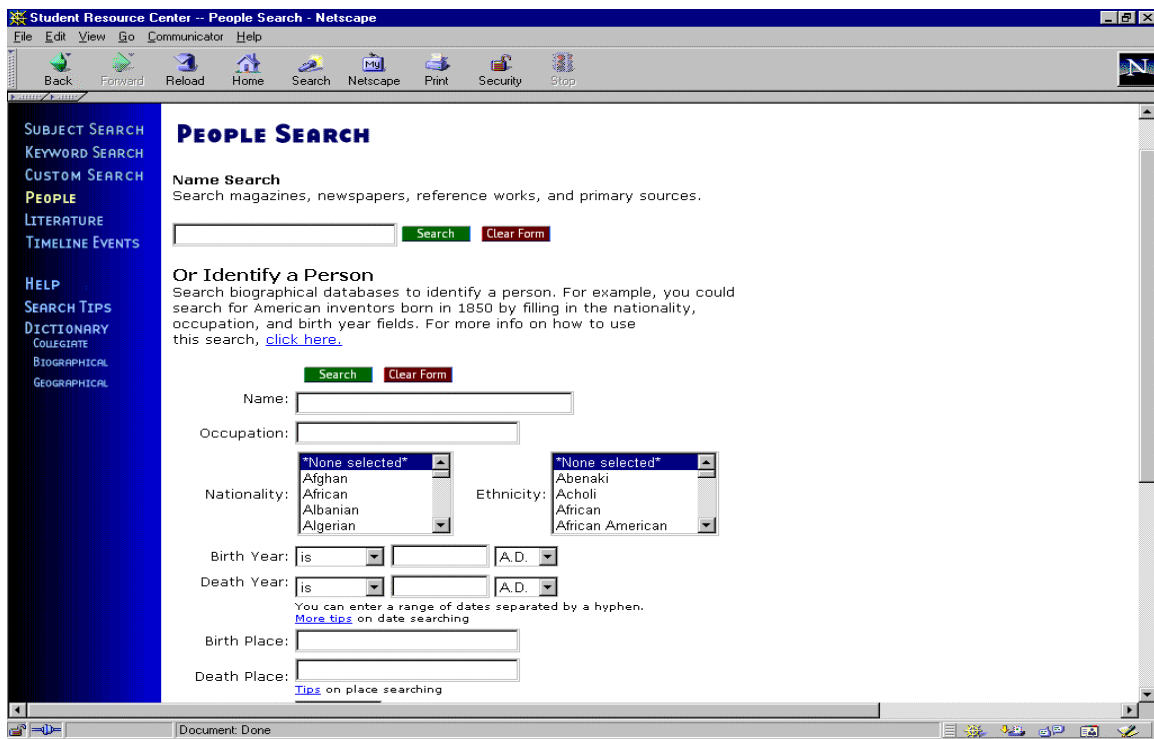 Student Resource Center -- People Search - Netscape
File Edit View Go Communicator Help
Back Forward Reload Home Search Netscape Print Security Stop
My
N
SUBJECT SEARCH
KEYWORD SEARCH
CUSTOM SEARCH
PEOPLE
LITERATURE
TIMELINE EVENTS
HELP
SEARCH TIPS
DICTIONARY
COLLEGIATE
BIOGRAPHICAL
GEOGRAPHICAL
PEOPLE SEARCH
Name Search
Search magazines, newspapers, reference works, and primary sources.
Search Clear Form
Or Identify a Person
Search biographical databases to identify a person. For example, you could
search for American inventors born in 1850 by filling in the nationality,
occupation, and birth year fields. For more info on how to use
this search, click here.
Search Clear Form
Name:
Occupation:
Nationality:
*None selected*
Afghan
African
Albanian
Algerian
Ethnicity:
*None selected*
Abenaki
Acholi
African
African American
Birth Year: is A.D.
Death Year: is A.D.
You can enter a range of dates separated by a hyphen.
More tips on date searching
Birth Place:
Death Place:
Tips on place searching
Document: Done